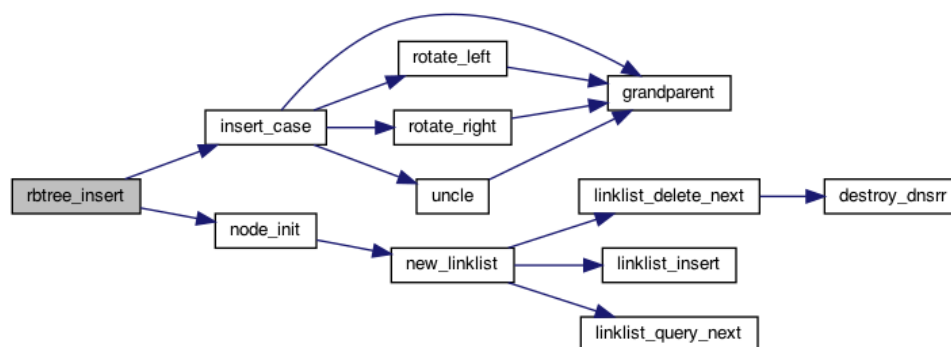 rotate_left
grandparent
insert_case
rotate_right
rbtree_insert
uncle
linklist_delete_next
destroy_dnsrr
node_init
new_linklist
linklist_insert
linklist_query_next